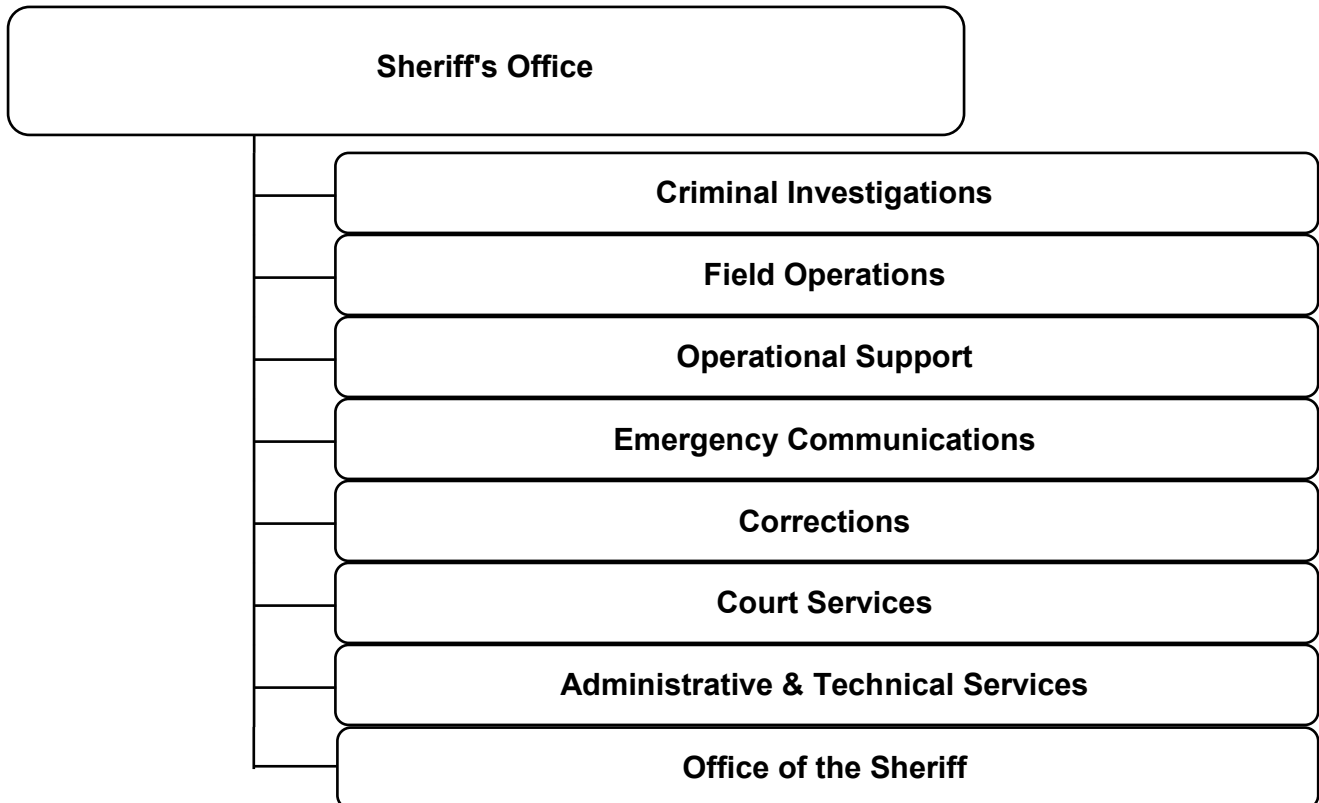 Sheriff's Office
Criminal Investigations
Field Operations
Operational Support
Emergency Communications
Corrections
Court Services
Administrative & Technical Services
Office of the Sheriff